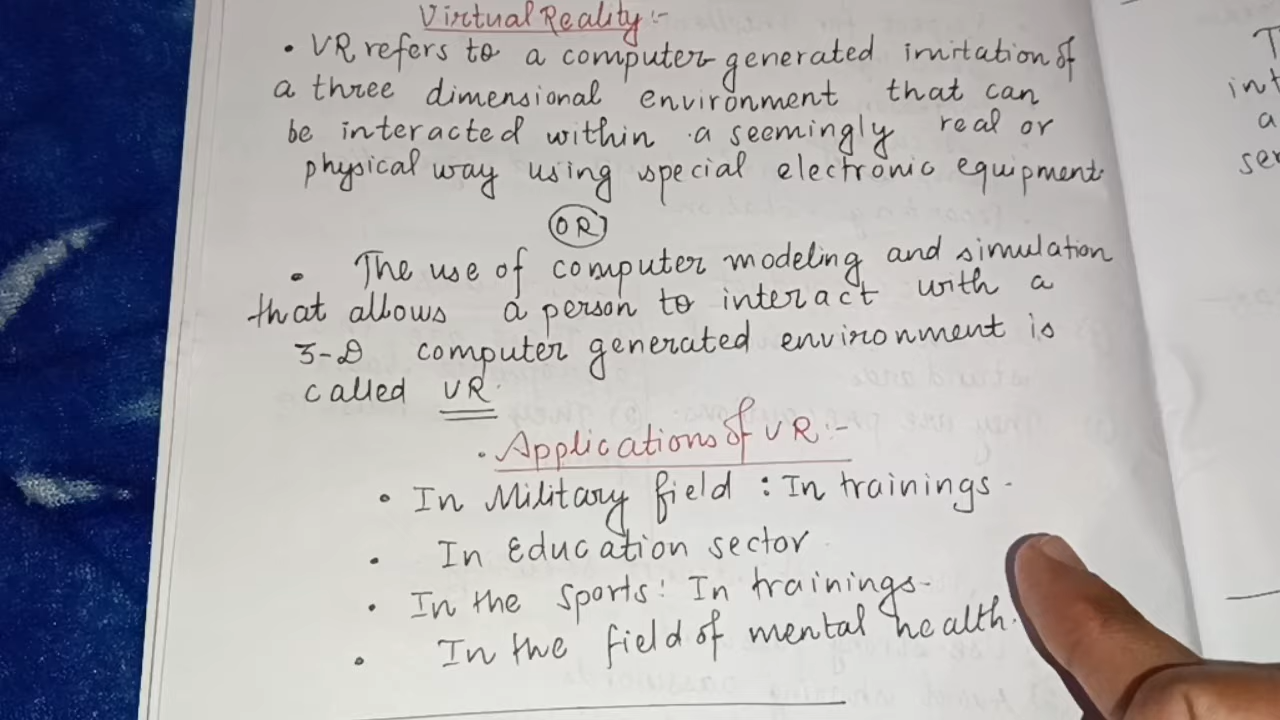 Virtual Reality :-
• VR refers to a computer generated imitation of
a three dimensional environment that can
be interacted within a seemingly real or
physical way using special electronic equipment.
OR
• The use of computer modeling and simulation
that allows a person to interact with a
3-D computer generated environment is
called VR.
• Applications of VR :-
• In Military field : In trainings -
• In Education sector
• In the sports : In trainings -
• In the field of mental health.